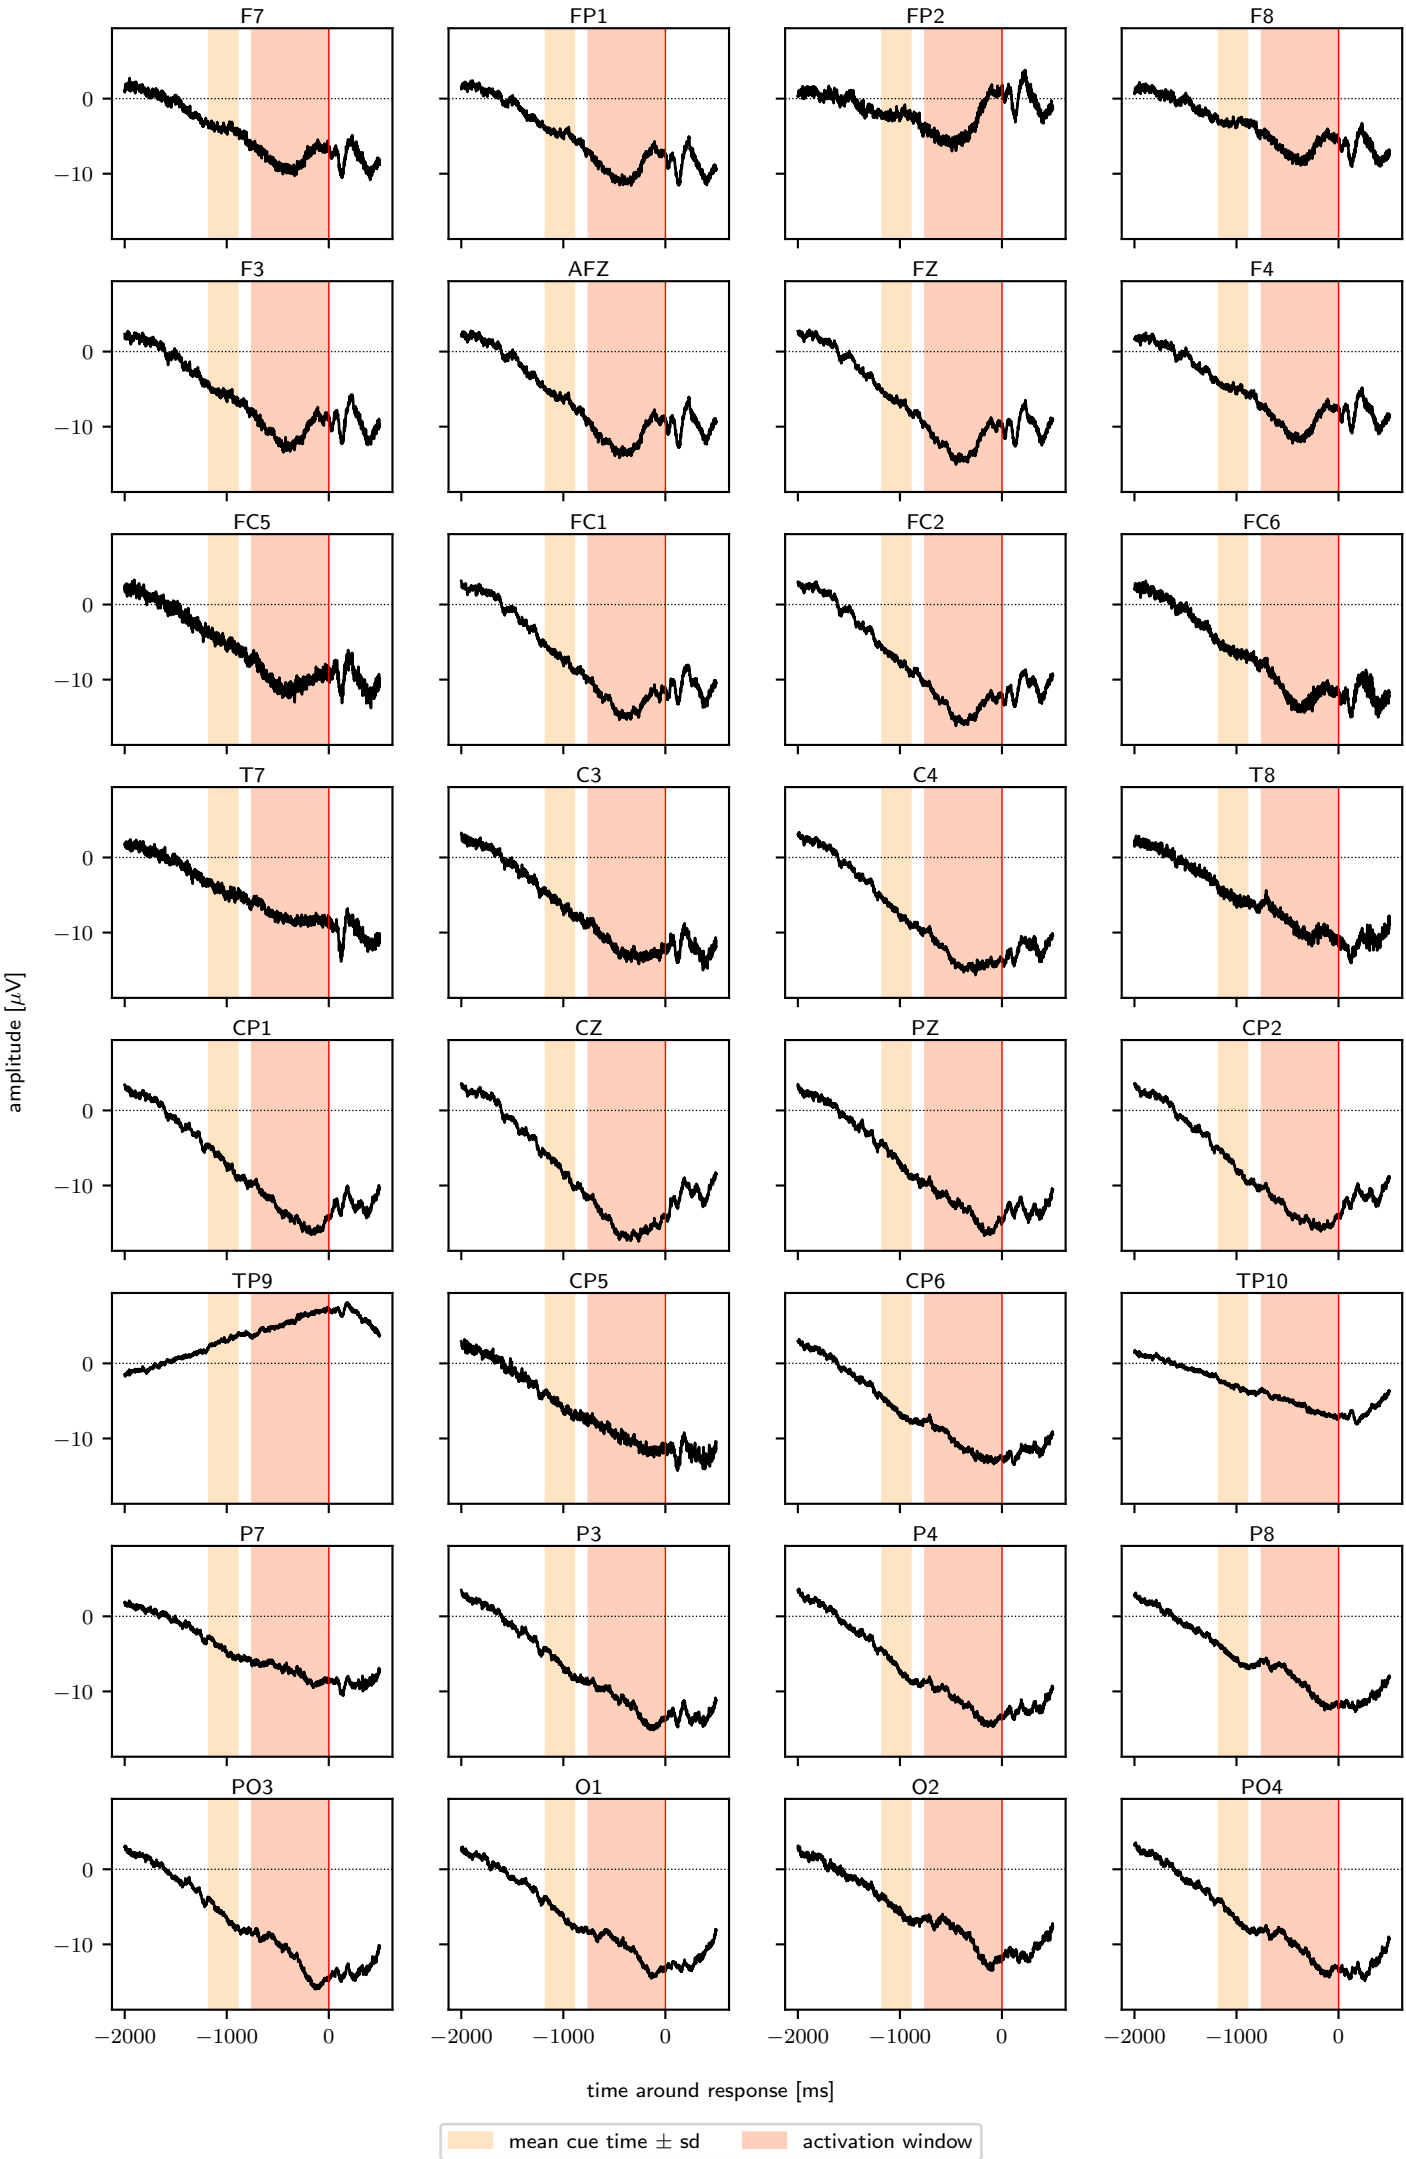 F7 FP1 FP2 F8
0
−10
F3 AFZ FZ F4
0
−10
FC5 FC1 FC2 FC6
0
−10
T7 C3 C4 T8
0
−10
amplitude [μV]
CP1 CZ PZ CP2
0
−10
TP9 CP5 CP6 TP10
0
−10
P7 P3 P4 P8
0
−10
PO3 O1 O2 PO4
0
−10
−2000 −1000 0 −2000 −1000 0 −2000 −1000 0 −2000 −1000 0
time around response [ms]
mean cue time ± sd activation window